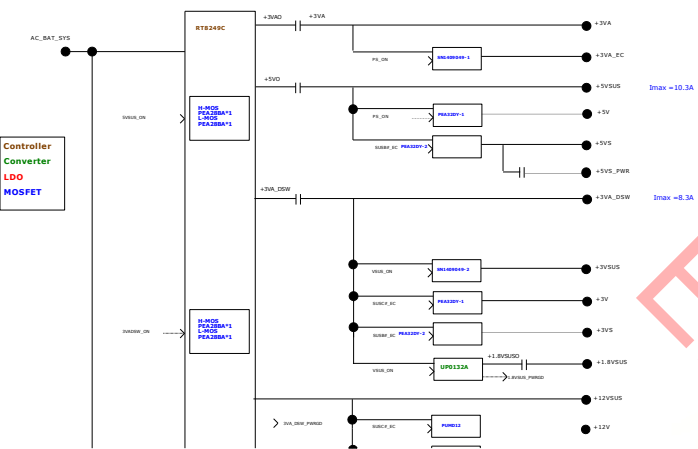 RT8249C
+3VAO
+3VA
+3VA
AC_BAT_SYS
PS_ON
SN1409049-1
+3VA_EC
+5VO
+5VSUS
Imax =10.3A
H-MOS
PEA28BA*1
L-MOS
PEA28BA*1
5VSUS_ON
PS_ON
PEA32DY-1
+5V
SUSB#_EC
PEA32DY-2
+5VS
Controller
Converter
LDO
MOSFET
+5VS_PWR
+3VA_DSW
+3VA_DSW
Imax =8.3A
VSUS_ON
SN1409049-2
+3VSUS
SUSC#_EC
PEA32DY-1
+3V
H-MOS
PEA28BA*1
L-MOS
PEA28BA*1
3VADSW_ON
SUSB#_EC
PEA32DY-2
+3VS
VSUS_ON
UP0132A
+1.8VSUSO
+1.8VSUS
1.8VSUS_PWRGD
+12VSUS
3VA_DSW_PWRGD
SUSC#_EC
PUMD12
+12V